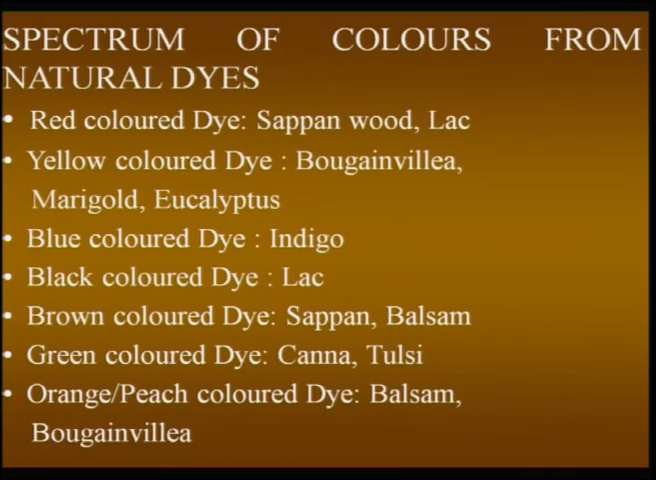 SPECTRUM OF COLOURS FROM
NATURAL DYES
• Red coloured Dye: Sappan wood, Lac
• Yellow coloured Dye : Bougainvillea,
Marigold, Eucalyptus
• Blue coloured Dye : Indigo
• Black coloured Dye : Lac
• Brown coloured Dye: Sappan, Balsam
• Green coloured Dye: Canna, Tulsi
• Orange/Peach coloured Dye: Balsam,
Bougainvillea